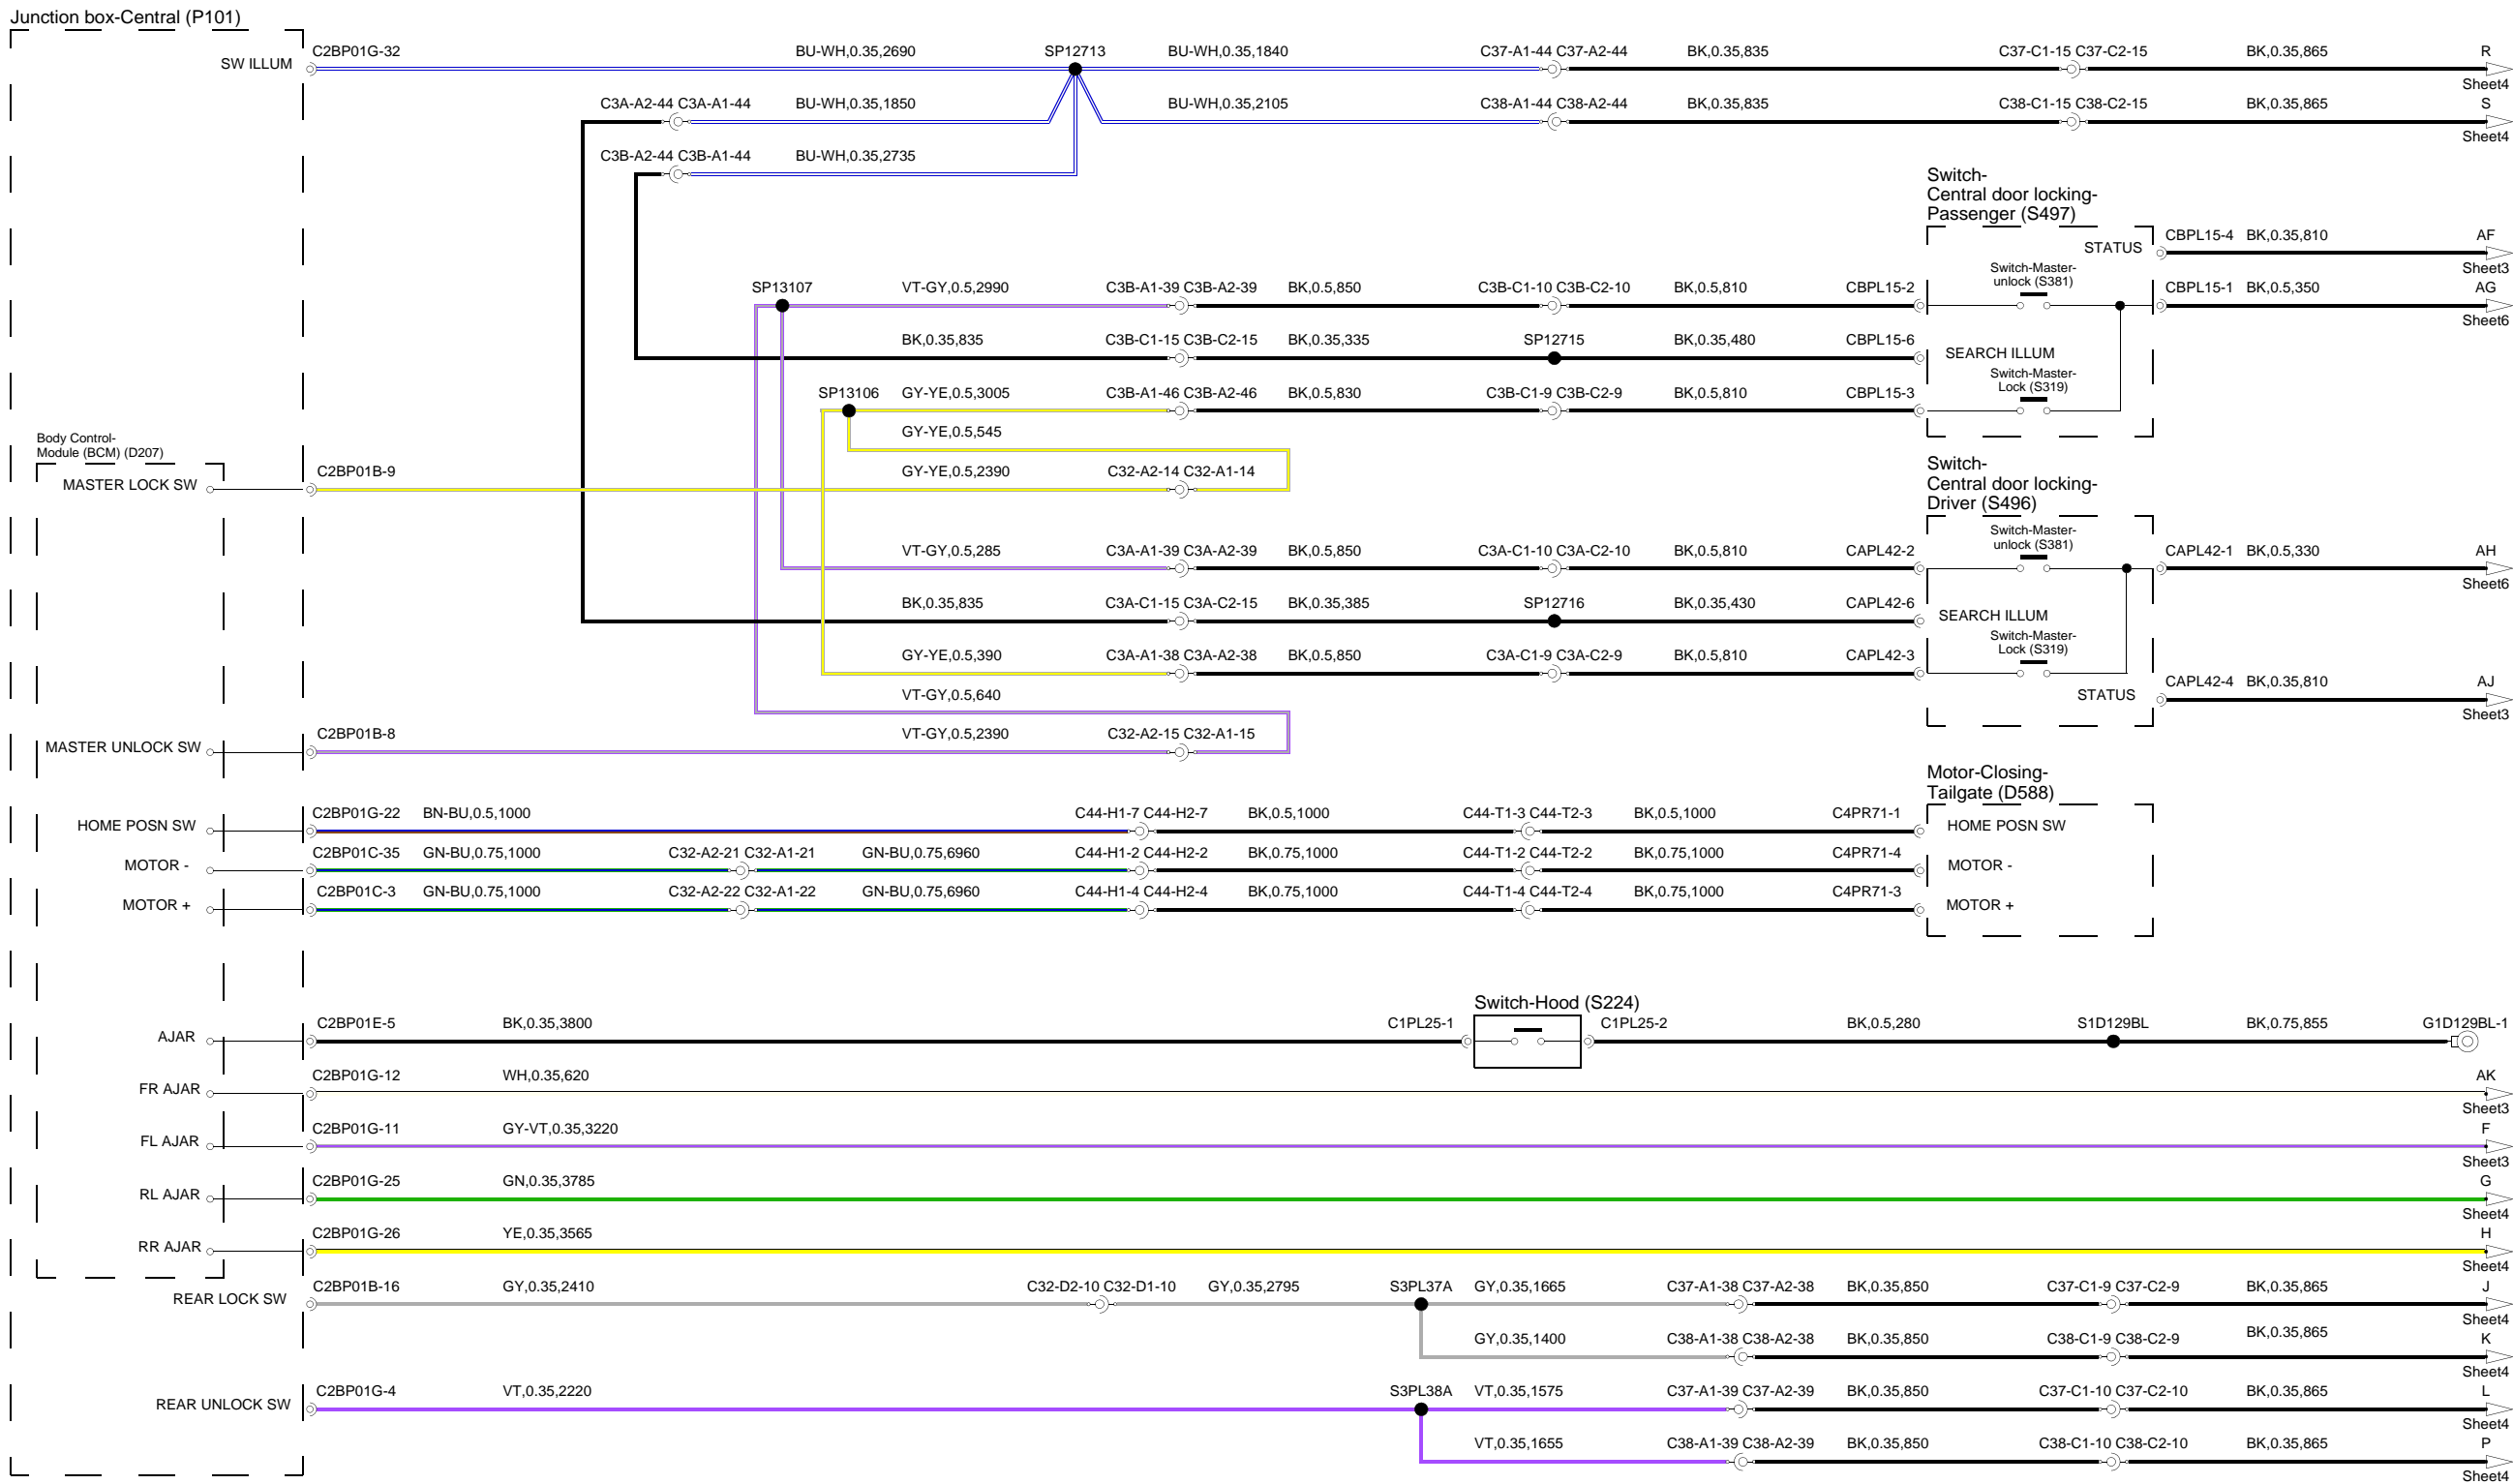 Junction box-Central (P101)
C2BP01G-32 BU-WH,0.35,2690 SP12713 BU-WH,0.35,1840 C37-A1-44 C37-A2-44 BK,0.35,835 C37-C1-15 C37-C2-15 BK,0.35,865 R
SW ILLUM
Sheet4
C3A-A2-44 C3A-A1-44 BU-WH,0.35,1850 BU-WH,0.35,2105 C38-A1-44 C38-A2-44 BK,0.35,835 C38-C1-15 C38-C2-15 BK,0.35,865 S
Sheet4
C3B-A2-44 C3B-A1-44 BU-WH,0.35,2735
Switch-
Central door locking-
Passenger (S497)
CBPL15-4 BK,0.35,810 AF
STATUS
Sheet3
Switch-Master-
unlock (S381)
SP13107 VT-GY,0.5,2990 C3B-A1-39 C3B-A2-39 BK,0.5,850 C3B-C1-10 C3B-C2-10 BK,0.5,810 CBPL15-2 CBPL15-1 BK,0.5,350 AG
Sheet6
BK,0.35,835 C3B-C1-15 C3B-C2-15 BK,0.35,335 SP12715 BK,0.35,480 CBPL15-6
SEARCH ILLUM
Switch-Master-
Lock (S319)
SP13106 GY-YE,0.5,3005 C3B-A1-46 C3B-A2-46 BK,0.5,830 C3B-C1-9 C3B-C2-9 BK,0.5,810 CBPL15-3
GY-YE,0.5,545
Body Control-
Module (BCM) (D207)
C2BP01B-9 GY-YE,0.5,2390 C32-A2-14 C32-A1-14
MASTER LOCK SW
Switch-
Central door locking-
Driver (S496)
Switch-Master-
unlock (S381)
VT-GY,0.5,285 C3A-A1-39 C3A-A2-39 BK,0.5,850 C3A-C1-10 C3A-C2-10 BK,0.5,810 CAPL42-2 CAPL42-1 BK,0.5,330 AH
Sheet6
BK,0.35,835 C3A-C1-15 C3A-C2-15 BK,0.35,385 SP12716 BK,0.35,430 CAPL42-6
SEARCH ILLUM
Switch-Master-
Lock (S319)
GY-YE,0.5,390 C3A-A1-38 C3A-A2-38 BK,0.5,850 C3A-C1-9 C3A-C2-9 BK,0.5,810 CAPL42-3
CAPL42-4 BK,0.35,810 AJ
STATUS
Sheet3
VT-GY,0.5,640
C2BP01B-8 VT-GY,0.5,2390 C32-A2-15 C32-A1-15
MASTER UNLOCK SW
Motor-Closing-
Tailgate (D588)
C2BP01G-22 BN-BU,0.5,1000 C44-H1-7 C44-H2-7 BK,0.5,1000 C44-T1-3 C44-T2-3 BK,0.5,1000 C4PR71-1
HOME POSN SW HOME POSN SW
C2BP01C-35 GN-BU,0.75,1000 C32-A2-21 C32-A1-21 GN-BU,0.75,6960 C44-H1-2 C44-H2-2 BK,0.75,1000 C44-T1-2 C44-T2-2 BK,0.75,1000 C4PR71-4
MOTOR - MOTOR -
C2BP01C-3 GN-BU,0.75,1000 C32-A2-22 C32-A1-22 GN-BU,0.75,6960 C44-H1-4 C44-H2-4 BK,0.75,1000 C44-T1-4 C44-T2-4 BK,0.75,1000 C4PR71-3
MOTOR + MOTOR +
Switch-Hood (S224)
C2BP01E-5 BK,0.35,3800 C1PL25-1 C1PL25-2 BK,0.5,280 S1D129BL BK,0.75,855 G1D129BL-1
AJAR
C2BP01G-12 WH,0.35,620 AK
FR AJAR
Sheet3
C2BP01G-11 GY-VT,0.35,3220 F
FL AJAR
Sheet3
C2BP01G-25 GN,0.35,3785 G
RL AJAR
Sheet4
C2BP01G-26 YE,0.35,3565 H
RR AJAR
Sheet4
C2BP01B-16 GY,0.35,2410 C32-D2-10 C32-D1-10 GY,0.35,2795 S3PL37A GY,0.35,1665 C37-A1-38 C37-A2-38 BK,0.35,850 C37-C1-9 C37-C2-9 BK,0.35,865 J
REAR LOCK SW
Sheet4
GY,0.35,1400 C38-A1-38 C38-A2-38 BK,0.35,850 C38-C1-9 C38-C2-9 BK,0.35,865 K
Sheet4
C2BP01G-4 VT,0.35,2220 S3PL38A VT,0.35,1575 C37-A1-39 C37-A2-39 BK,0.35,850 C37-C1-10 C37-C2-10 BK,0.35,865 L
REAR UNLOCK SW
Sheet4
VT,0.35,1655 C38-A1-39 C38-A2-39 BK,0.35,850 C38-C1-10 C38-C2-10 BK,0.35,865 P
Sheet4